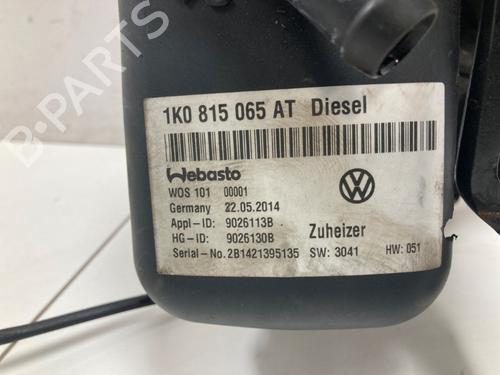 1K0 815 065 AT Diesel
Webasto
WOS 101 00001
Germany 22.05.2014
Appl-ID: 9026113B
HG-ID: 9026130B
Zuheizer
Serial-No. 2B1421395135 SW: 3041 HW: 051
B-PARTS